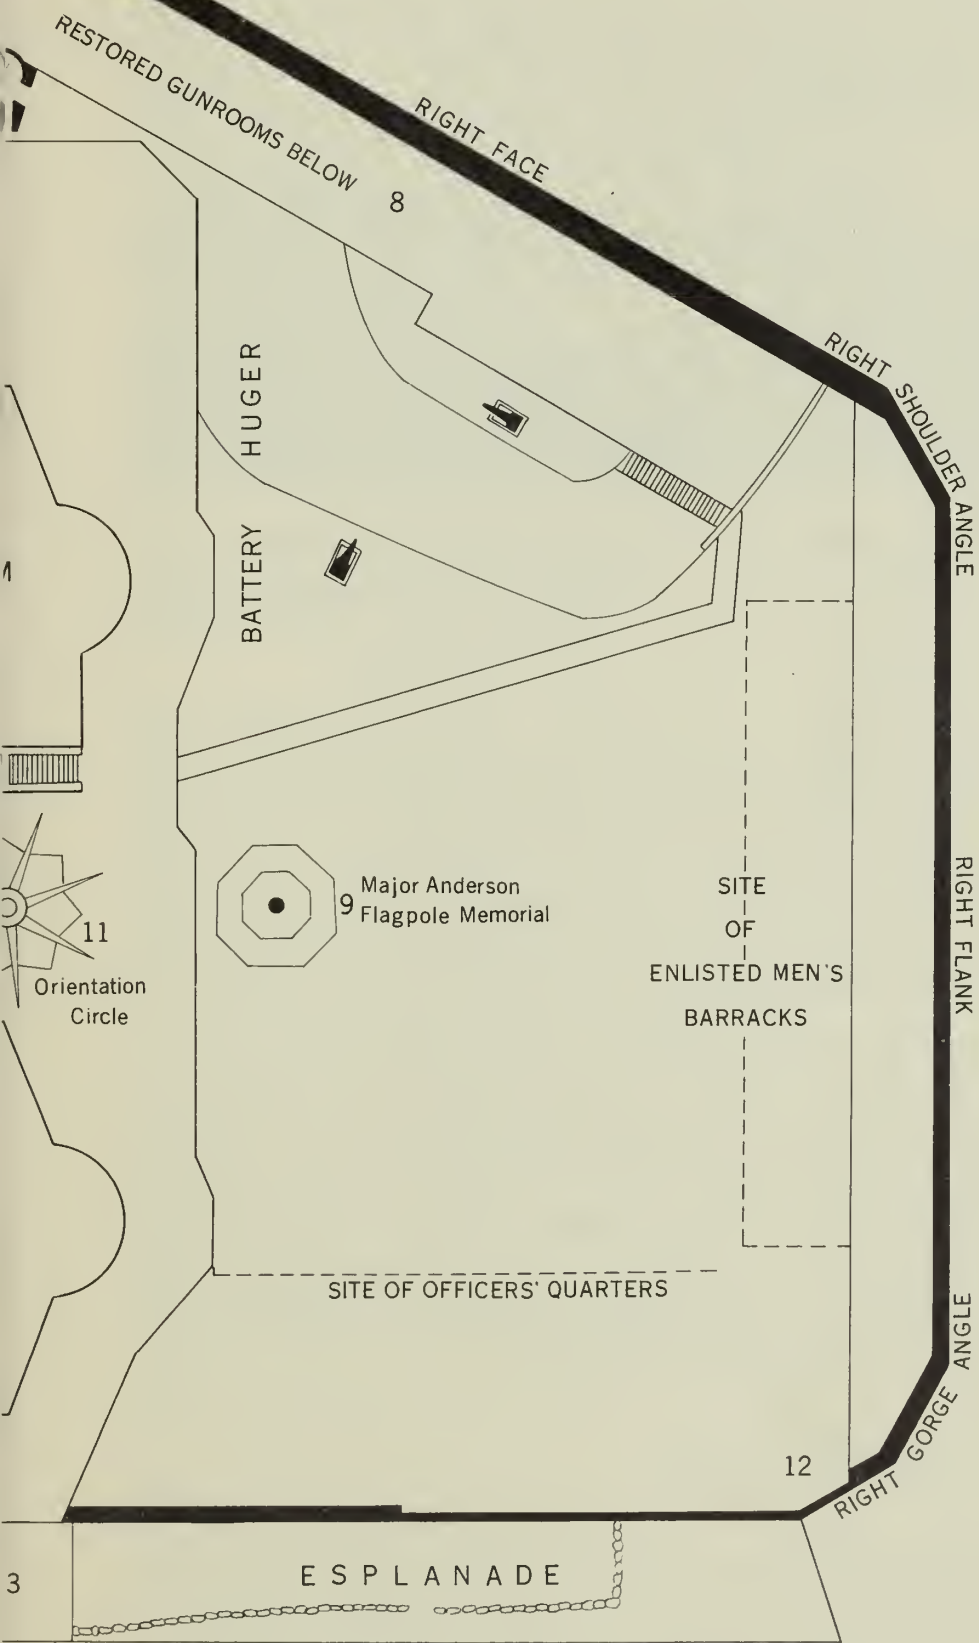 RESTORED GUNROOMS BELOW
RIGHT FACE
8
RIGHT SHOULDER ANGLE
BATTERY HUGER
9
Major Anderson
Flagpole Memorial
SITE
OF
ENLISTED MEN'S
BARRACKS
RIGHT FLANK
11
Orientation
Circle
SITE OF OFFICERS' QUARTERS
RIGHT GORGE ANGLE
12
ESPLANADE
3